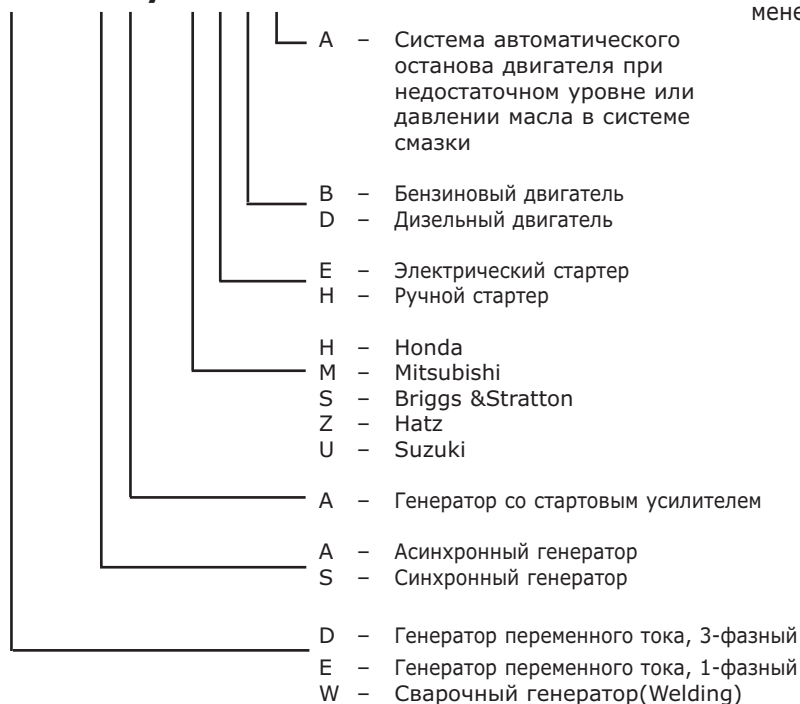 мене
A – Система автоматического
останова двигателя при
недостаточном уровне или
давлении масла в системе
смазки
B – Бензиновый двигатель
D – Дизельный двигатель
E – Электрический стартер
H – Ручной стартер
H – Honda
M – Mitsubishi
S – Briggs &Stratton
Z – Hatz
U – Suzuki
A – Генератор со стартовым усилителем
A – Асинхронный генератор
S – Синхронный генератор
D – Генератор переменного тока, 3-фазный
E – Генератор переменного тока, 1-фазный
W – Сварочный генератор(Welding)